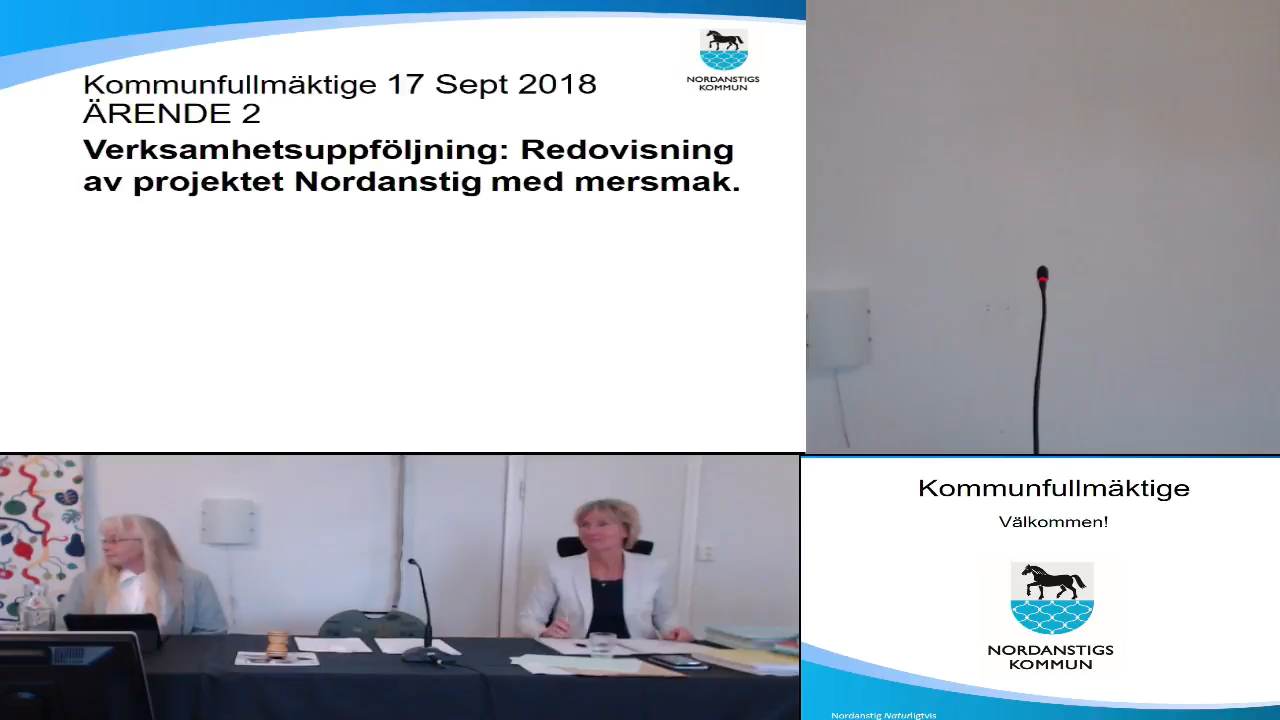 Kommunfullmäktige 17 Sept 2018
ÄRENDE 2
Verksamhetsuppföljning: Redovisning
av projektet Nordanstig med mersmak.
NORDANSTIGS
KOMMUN
Kommunfullmäktige
Välkommen!
NORDANSTIGS
KOMMUN
Nordanstig Naturligtvis